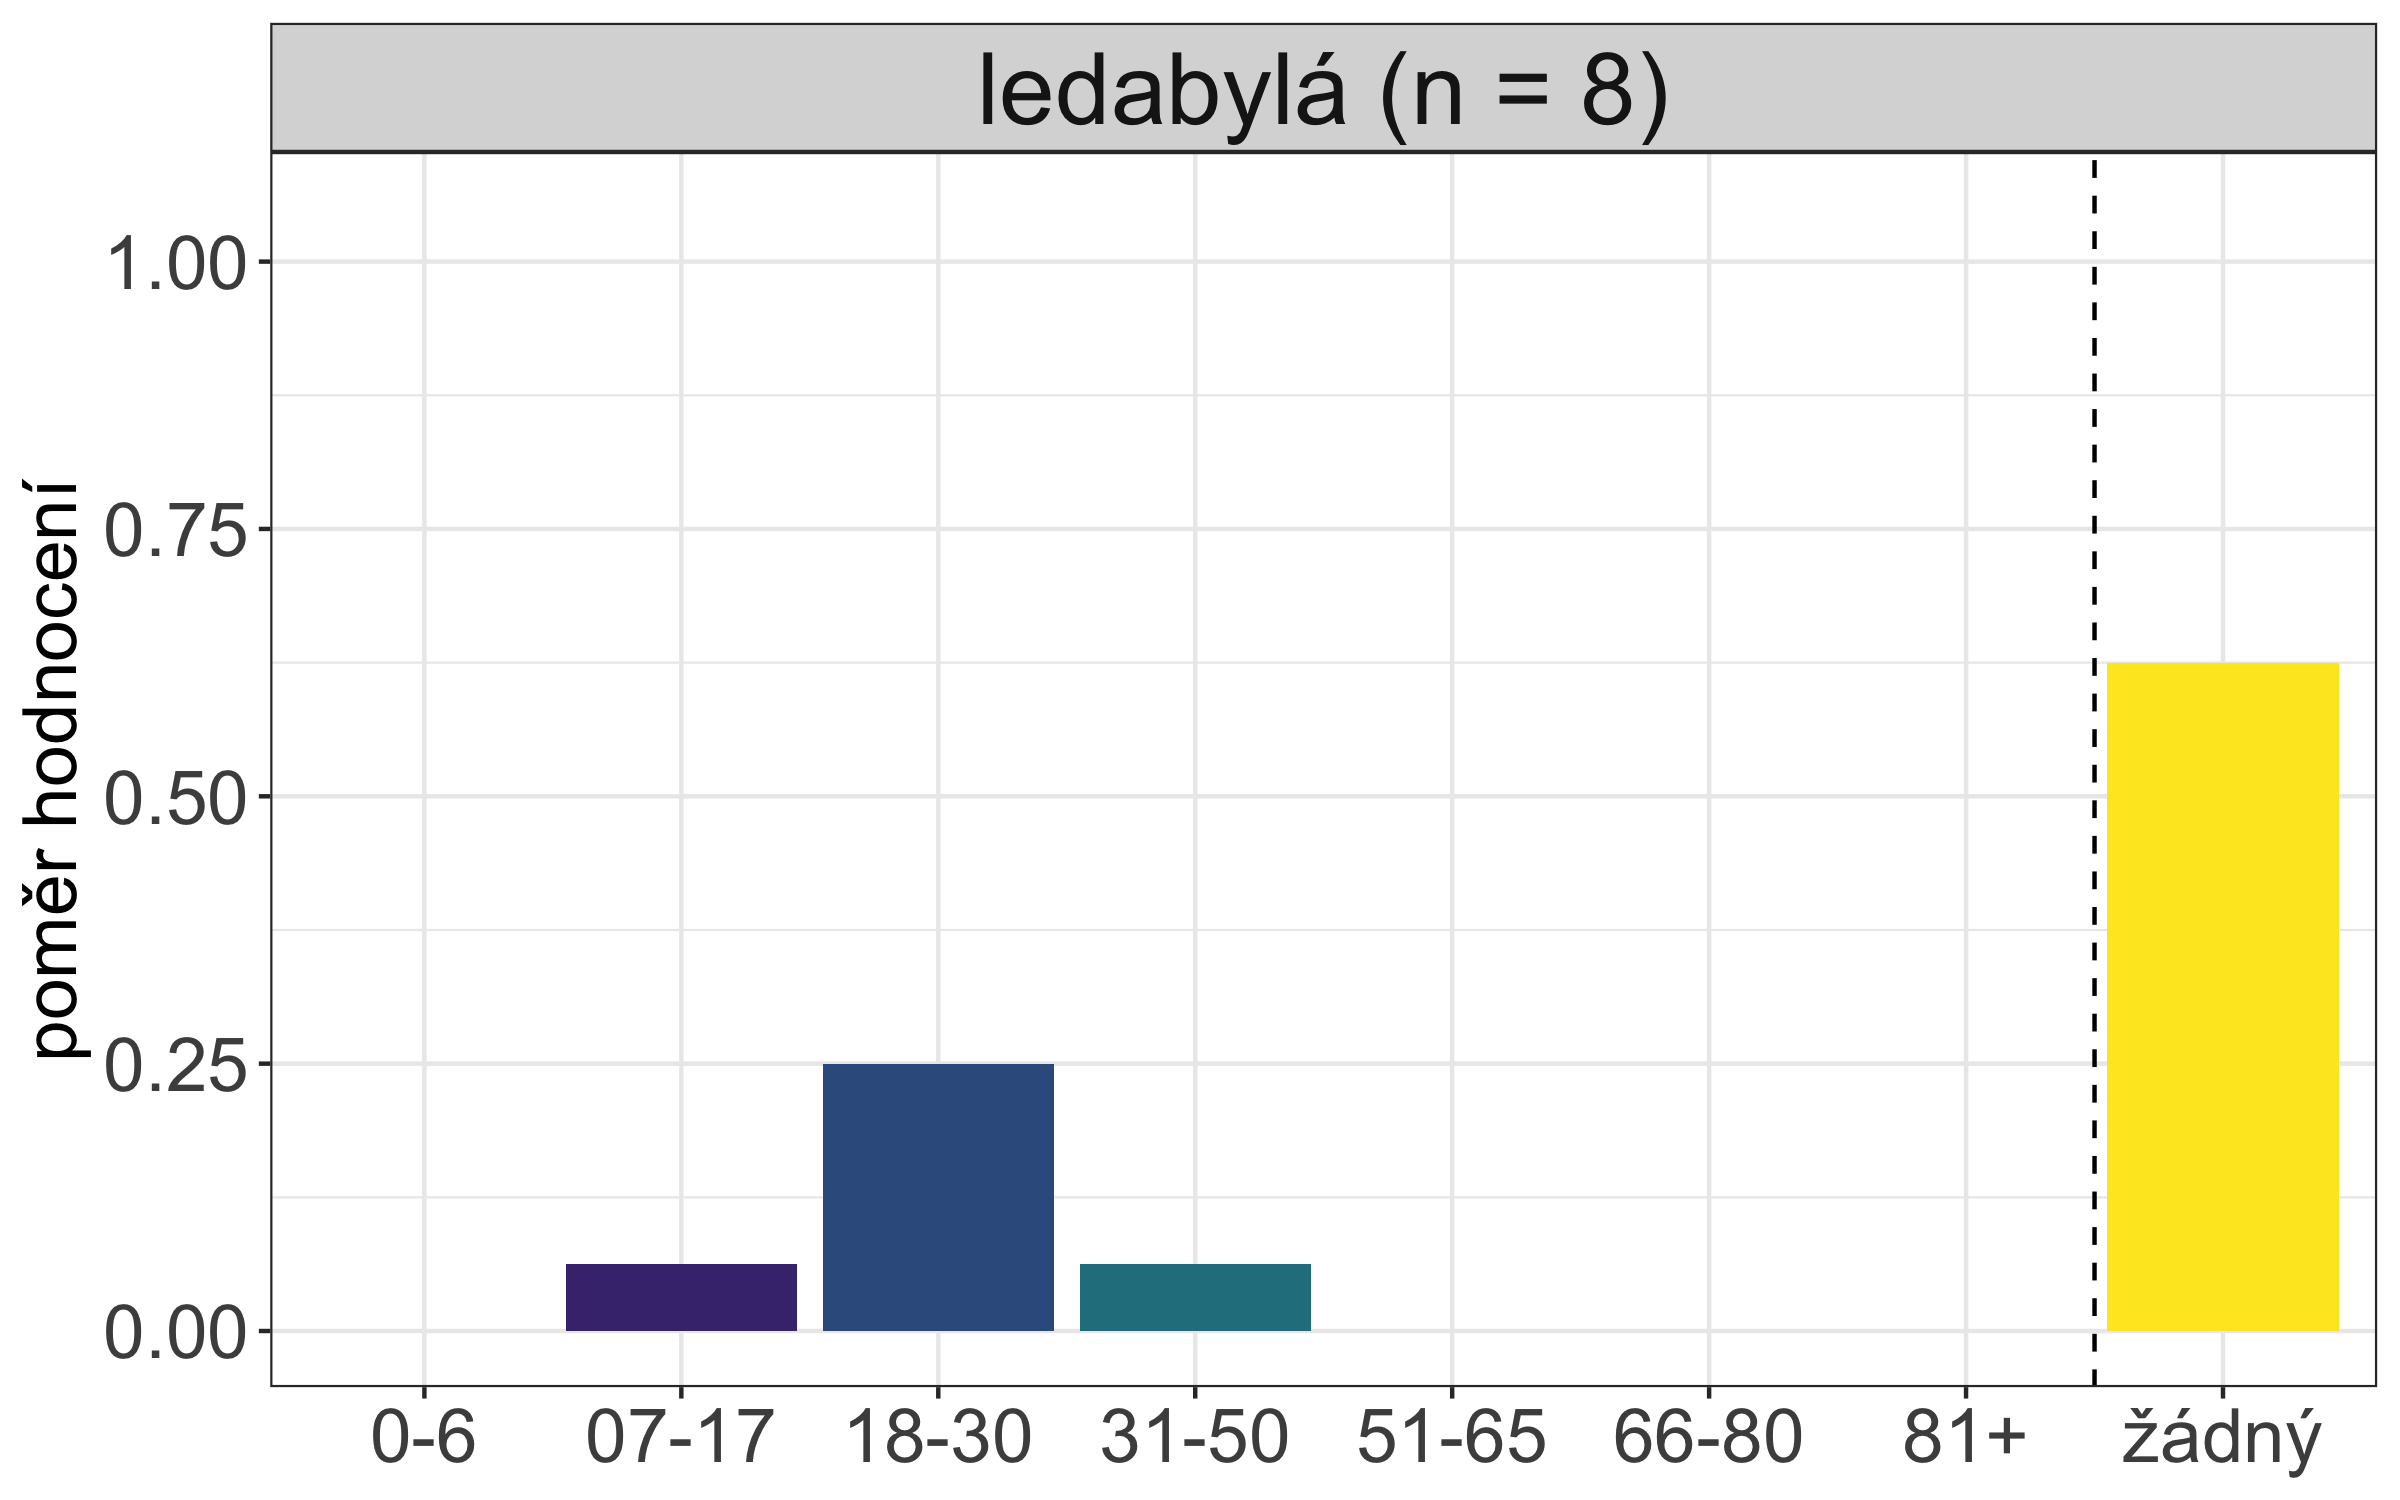 ledabylá (n = 8)
poměr hodnocení
1.00
0.75
0.50
0.25
0.00
0-6 07-17 18-30 31-50 51-65 66-80 81+ žádný